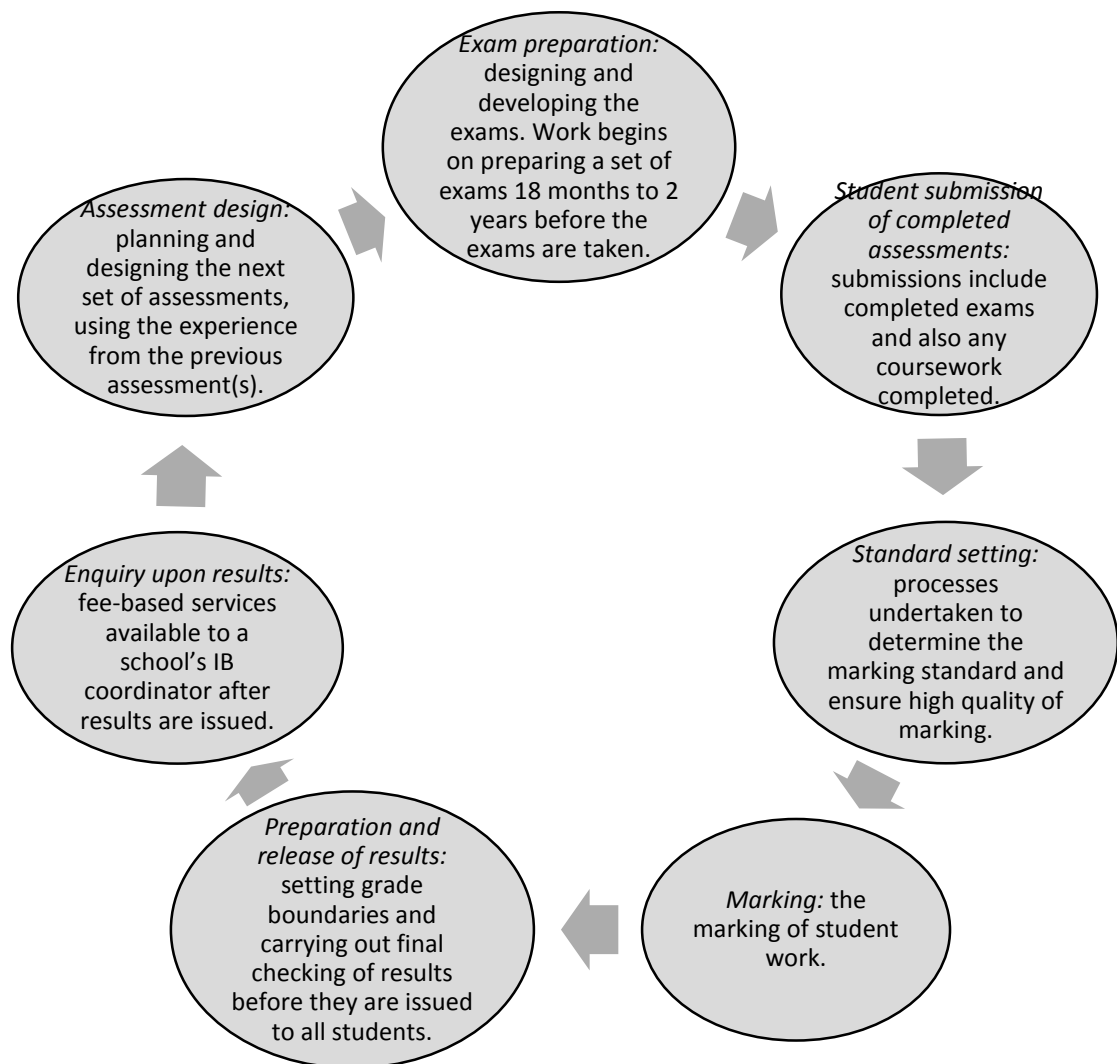 Exam preparation:
designing and
developing the
exams. Work begins
on preparing a set of
exams 18 months to 2
years before the
exams are taken.
Student submission
of completed
assessments:
submissions include
completed exams
and also any
coursework
completed.
Standard setting:
processes
undertaken to
determine the
marking standard and
ensure high quality of
marking.
Marking: the
marking of student
work.
Preparation and
release of results:
setting grade
boundaries and
carrying out final
checking of results
before they are issued
to all students.
Enquiry upon results:
fee-based services
available to a
school’s IB
coordinator after
results are issued.
Assessment design:
planning and
designing the next
set of assessments,
using the experience
from the previous
assessment(s).